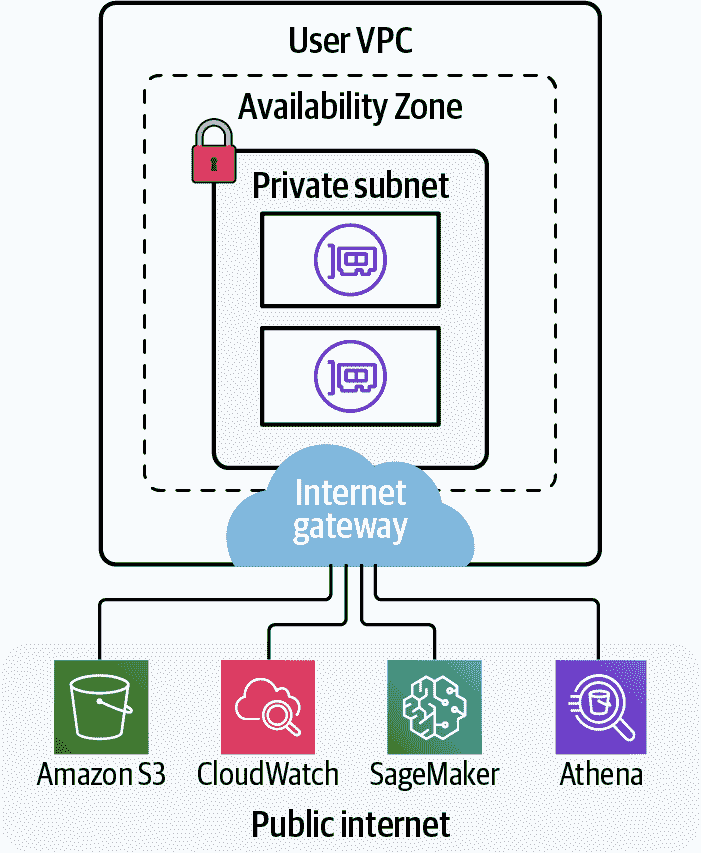 User VPC
Availability Zone
Private subnet
Internet
gateway
Amazon S3
CloudWatch
SageMaker
Athena
Public internet